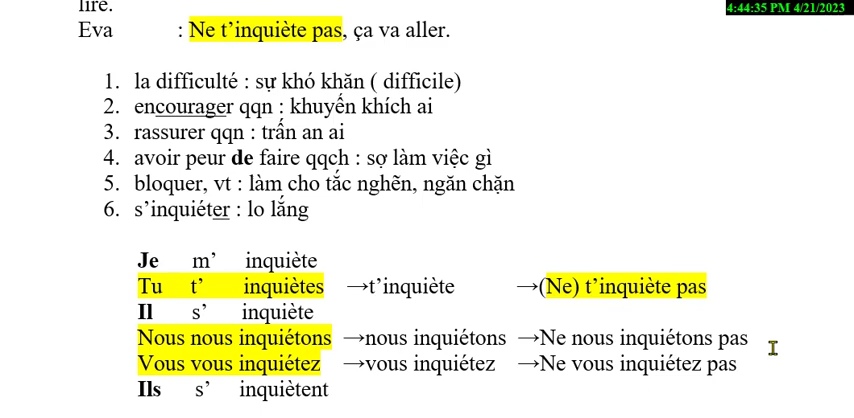 4:44:35 PM 4/21/2023
lire.
Eva : Ne t’inquiète pas, ça va aller.
1. la difficulté : sự khó khăn ( difficile)
2. encourager qqn : khuyến khích ai
3. rassurer qqn : trấn an ai
4. avoir peur de faire qqch : sợ làm việc gì
5. bloquer, vt : làm cho tắc nghẽn, ngăn chặn
6. s’inquiéter : lo lắng
Je m’ inquiète
Tu t’ inquiètes →t’inquiète →(Ne) t’inquiète pas
Il s’ inquiète
Nous nous inquiétons →nous inquiétons →Ne nous inquiétons pas
Vous vous inquiétez →vous inquiétez →Ne vous inquiétez pas
Ils s’ inquiètent